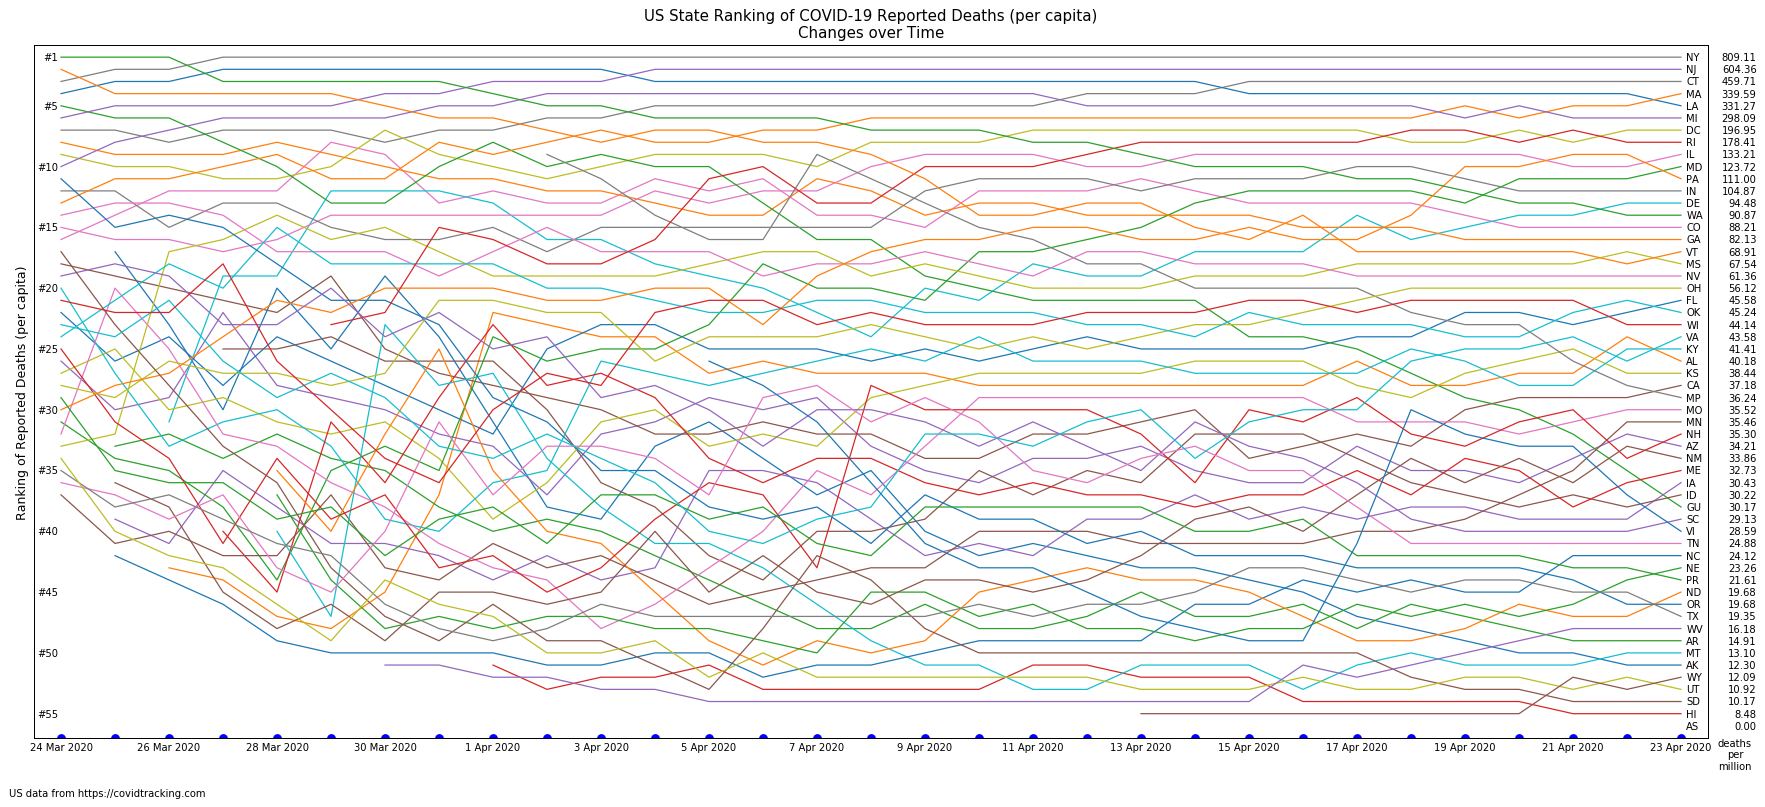 US State Ranking of COVID-19 Reported Deaths (per capita)
Changes over Time
Ranking of Reported Deaths (per capita)
#1
#5
#10
#15
#20
#25
#30
#35
#40
#45
#50
#55
NY 809.11
NJ 604.36
CT 459.71
MA 339.59
LA 331.27
MI 298.09
DC 196.95
RI 178.41
IL 133.21
MD 123.72
PA 111.00
IN 104.87
DE 94.48
WA 90.87
CO 88.21
GA 82.13
VT 68.91
MS 67.54
NV 61.36
OH 56.12
FL 45.58
OK 45.24
WI 44.14
VA 43.58
KY 41.41
AL 40.18
KS 38.44
CA 37.18
MP 36.24
MO 35.52
MN 35.46
NH 35.30
AZ 34.21
NM 33.86
ME 32.73
IA 30.43
ID 30.22
GU 30.17
SC 29.13
VI 28.59
TN 24.88
NC 24.12
NE 23.26
PR 21.61
ND 19.68
OR 19.68
TX 19.35
WV 16.18
AR 14.91
MT 13.10
AK 12.30
WY 12.09
UT 10.92
SD 10.17
HI 8.48
AS 0.00
24 Mar 2020 26 Mar 2020 28 Mar 2020 30 Mar 2020 1 Apr 2020 3 Apr 2020 5 Apr 2020 7 Apr 2020 9 Apr 2020 11 Apr 2020 13 Apr 2020 15 Apr 2020 17 Apr 2020 19 Apr 2020 21 Apr 2020 23 Apr 2020
deaths
per
million
US data from https://covidtracking.com